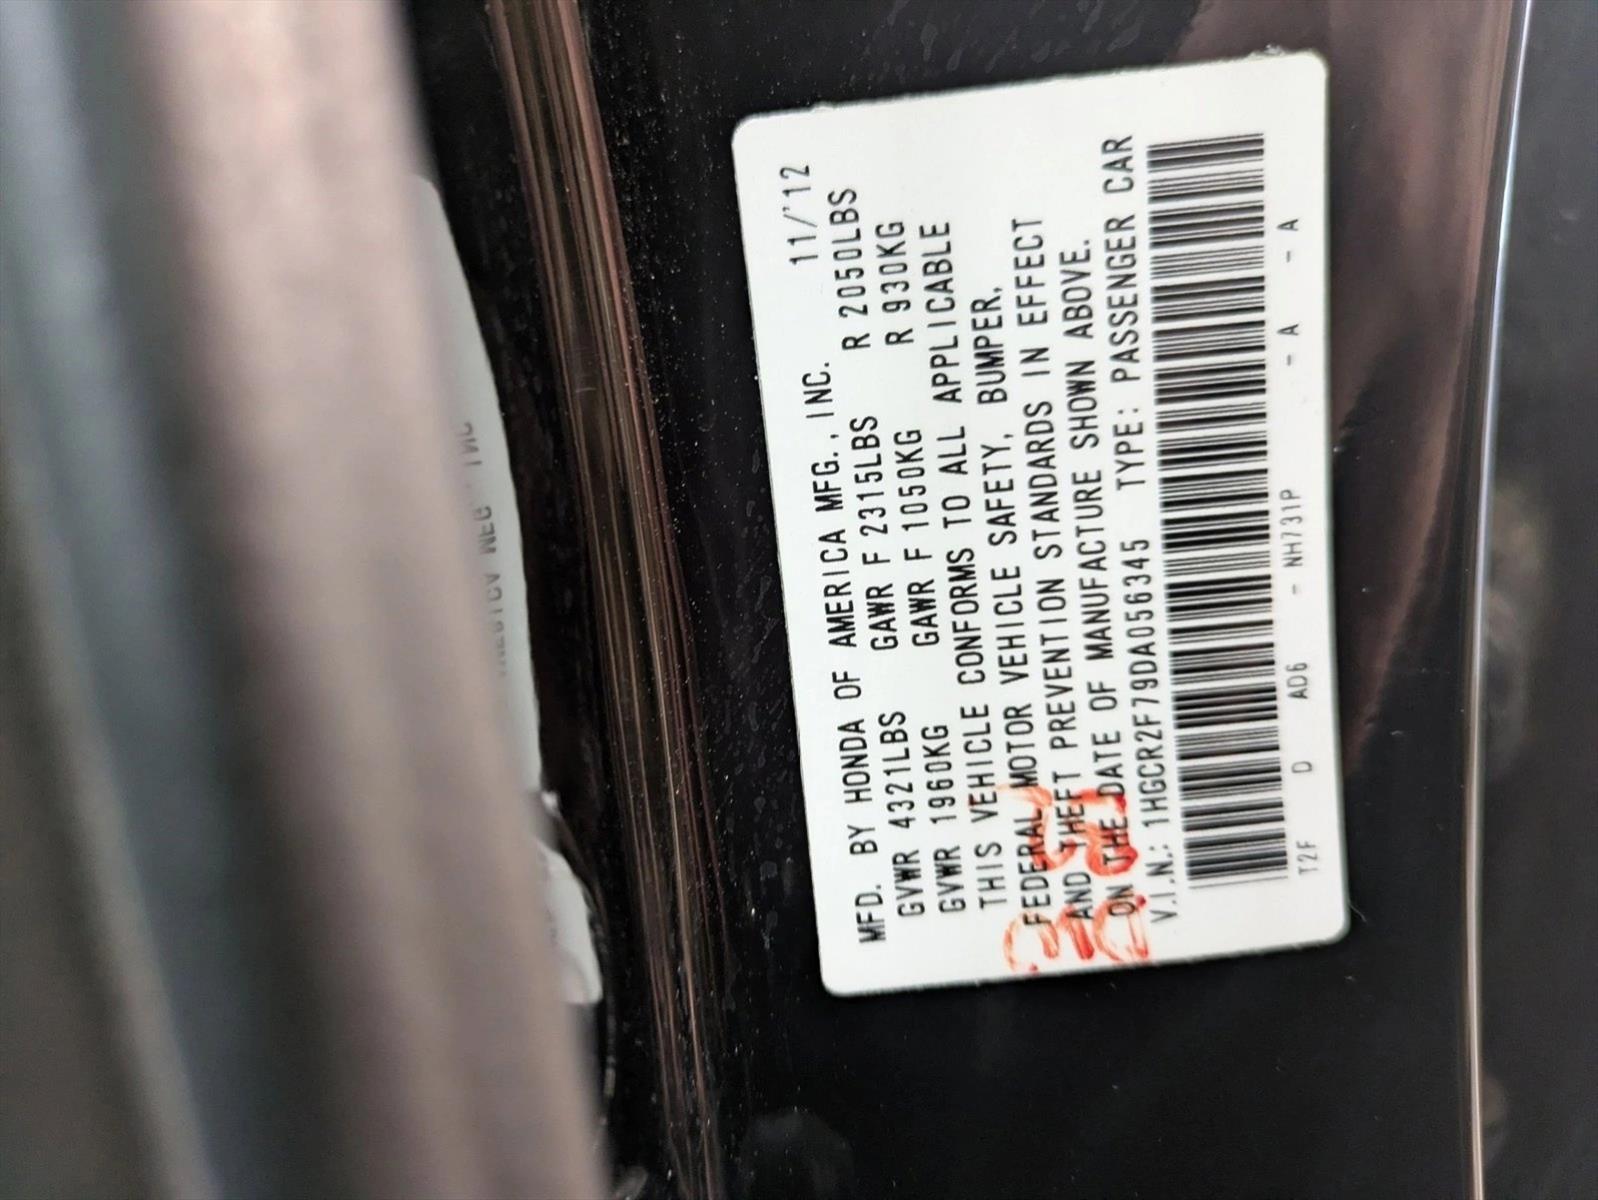 MFD. BY HONDA OF AMERICA MFG., INC. 11/'12
GVWR 4321LBS GAWR F 2315LBS R 2050LBS
GVWR 1960KG GAWR F 1050KG R 930KG
THIS VEHICLE CONFORMS TO ALL APPLICABLE
FEDERAL MOTOR VEHICLE SAFETY, BUMPER,
AND THEFT PREVENTION STANDARDS IN EFFECT
ON THE DATE OF MANUFACTURE SHOWN ABOVE.
V.I.N.: 1HGCR2F79DA056345 TYPE: PASSENGER CAR
T2F D AD6 - NH731P - A - A